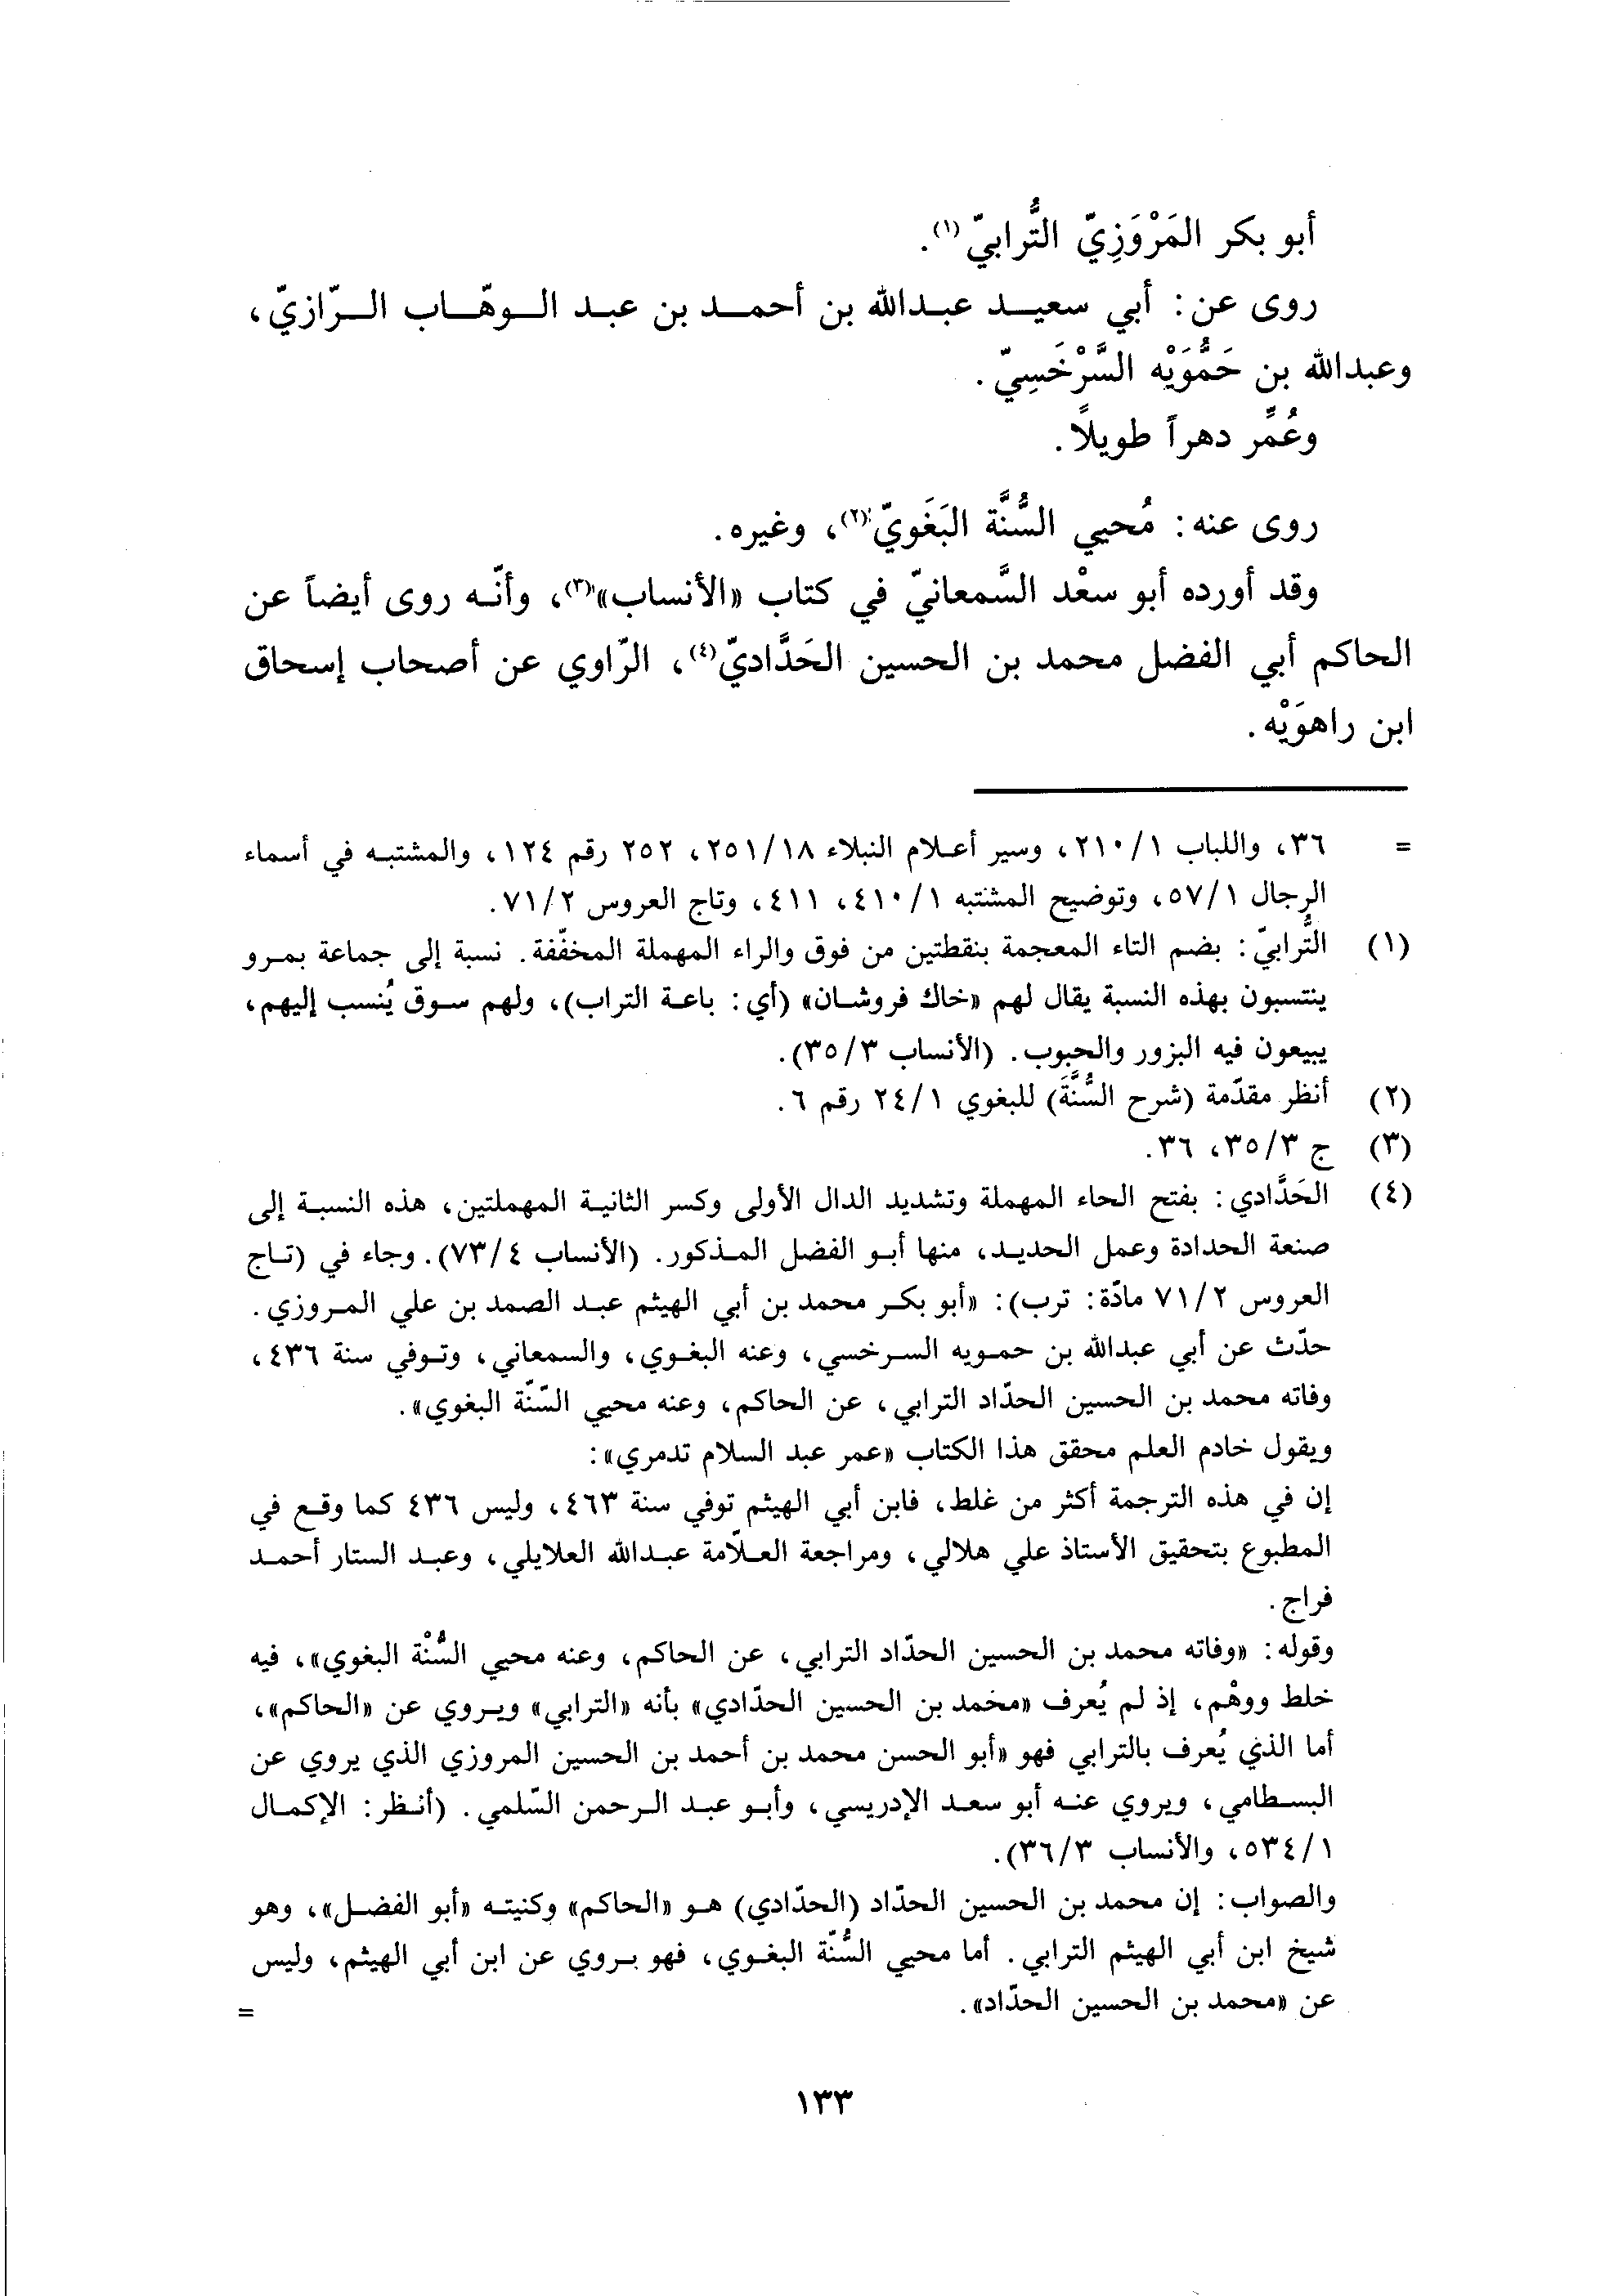 أبو بكر المَرْوَزِيّ التُّرابيّ(١).
روى عن: أبي سعيد عبدالله بن أحمد بن عبد الوهّاب الرّازيّ،
وعبدالله بن حَمُّوَيْه السَّرْخَسِيّ.
وعُمِّر دهراً طويلًا.
روى عنه: مُحيي السُّنَّة البَغَويّ(٢)، وغيره.
وقد أورده أبو سعْد السَّمعانيّ في كتاب «الأنساب»(٣)، وأنّه روى أيضاً عن
الحاكم أبي الفضل محمد بن الحسين الحَدَّاديّ(٤)، الرّاوي عن أصحاب إسحاق
ابن راهوَيْه.
= ٣٦، واللباب ٢١٠/١، وسير أعلام النبلاء ٢٥١/١٨، ٢٥٢ رقم ١٢٤، والمشتبه في أسماء
الرجال ٥٧/١، وتوضيح المشتبه ٤١٠/١، ٤١١، وتاج العروس ٧١/٢.
(١) التُّرابيّ: بضم التاء المعجمة بنقطتين من فوق والراء المهملة المخفّفة. نسبة إلى جماعة بمرو
ينتسبون بهذه النسبة يقال لهم «خاك فروشان» (أي: باعة التراب)، ولهم سوق يُنسب إليهم،
يبيعون فيه البزور والحبوب. (الأنساب ٣٥/٣).
(٢) أنظر مقدّمة (شرح السُّنَّة) للبغوي ٢٤/١ رقم ٦.
(٣) ج ٣٥/٣، ٣٦.
(٤) الحَدَّادي: بفتح الحاء المهملة وتشديد الدال الأولى وكسر الثانية المهملتين، هذه النسبة إلى
صنعة الحدادة وعمل الحديد، منها أبو الفضل المذكور. (الأنساب ٧٣/٤). وجاء في (تاج
العروس ٧١/٢ مادّة: ترب): «أبو بكر محمد بن أبي الهيثم عبد الصمد بن علي المروزي.
حدّث عن أبي عبدالله بن حمويه السرخسي، وعنه البغوي، والسمعاني، وتوفي سنة ٤٣٦،
وفاته محمد بن الحسين الحدّاد الترابي، عن الحاكم، وعنه محيي السّنّة البغوي».
ويقول خادم العلم محقق هذا الكتاب «عمر عبد السلام تدمري»:
إن في هذه الترجمة أكثر من غلط، فابن أبي الهيثم توفي سنة ٤٦٣، وليس ٤٣٦ كما وقع في
المطبوع بتحقيق الأستاذ علي هلالي، ومراجعة العلّامة عبدالله العلايلي، وعبد الستار أحمد
فراج.
وقوله: «وفاته محمد بن الحسين الحدّاد الترابي، عن الحاكم، وعنه محيي السُّنْة البغوي»، فيه
خلط ووهْم، إذ لم يُعرف «محمد بن الحسين الحدّادي» بأنه «الترابي» ويروي عن «الحاكم»،
أما الذي يُعرف بالترابي فهو «أبو الحسن محمد بن أحمد بن الحسين المروزي الذي يروي عن
البسطامي، ويروي عنه أبو سعد الإدريسي، وأبو عبد الرحمن السّلمي. (أنظر: الإكمال
٥٣٤/١، والأنساب ٣٦/٣).
والصواب: إن محمد بن الحسين الحدّاد (الحدّادي) هو «الحاكم» وكنيته «أبو الفضل»، وهو
شيخ ابن أبي الهيثم الترابي. أما محيي السُّنّة البغوي، فهو يروي عن ابن أبي الهيثم، وليس
عن «محمد بن الحسين الحدّاد». =
١٣٣